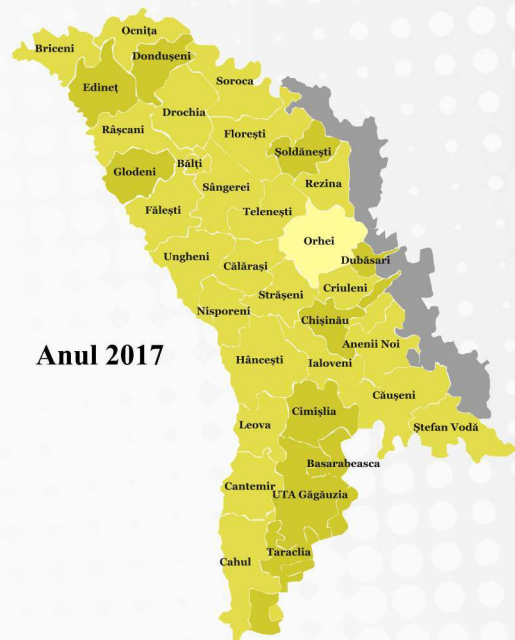 Ocnița
Briceni
Dondușeni
Soroca
Edineț
Drochia
Râșcani
Florești
Șoldănești
Bălți
Glodeni
Rezina
Sângerei
Fălești
Telenești
Orhei
Ungheni
Dubăsari
Călărași
Criuleni
Strășeni
Nisporeni
Chișinău
Anenii Noi
Anul 2017
Hâncești
Ialoveni
Căușeni
Cimișlia
Leova
Ștefan Vodă
Basarabeasca
Cantemir
UTA Găgăuzia
Taraclia
Cahul